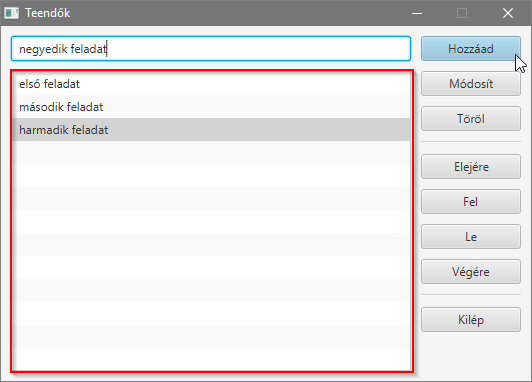 Teendők
negyedik feladat
Hozzáad
első feladat
második feladat
harmadik feladat
Módosít
Töröl
Elejére
Fel
Le
Végére
Kilép